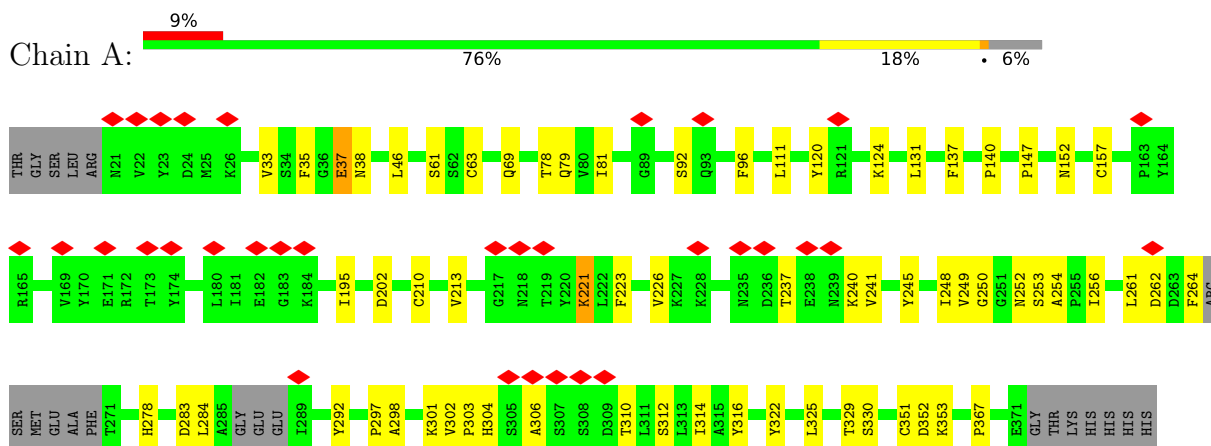 9%
Chain A:
76% 18% • 6%
THR GLY SER LEU ARG N21 V22 Y23 D24 M25 K26 V33 S34 F35 G36 E37 N38 L46 S61 S62 C63 Q69 T78 Q79 V80 I81 G89 S92 Q93 F96 L111 Y120 R121 K124 L131 F137 P140 P147 N152 C157 P163 Y164
R165 V169 Y170 E171 R172 T173 Y174 L180 I181 E182 G183 K184 I195 D202 C210 V213 G217 N218 T219 Y220 K221 L222 F223 V226 K227 K228 N235 D236 T237 E238 N239 K240 V241 Y245 I248 V249 G250 G251 N252 S253 A254 P255 I256 L261 D262 D263 F264 ARG
SER MET GLU ALA PHE T271 H278 D283 L284 A285 GLY GLU GLU I289 Y292 P297 A298 K301 V302 P303 H304 S305 A306 S307 S308 D309 T310 L311 S312 L313 I314 A315 Y316 Y322 L325 T329 S330 C351 D352 K353 P367 E371 GLY THR LYS HIS HIS HIS HIS HIS